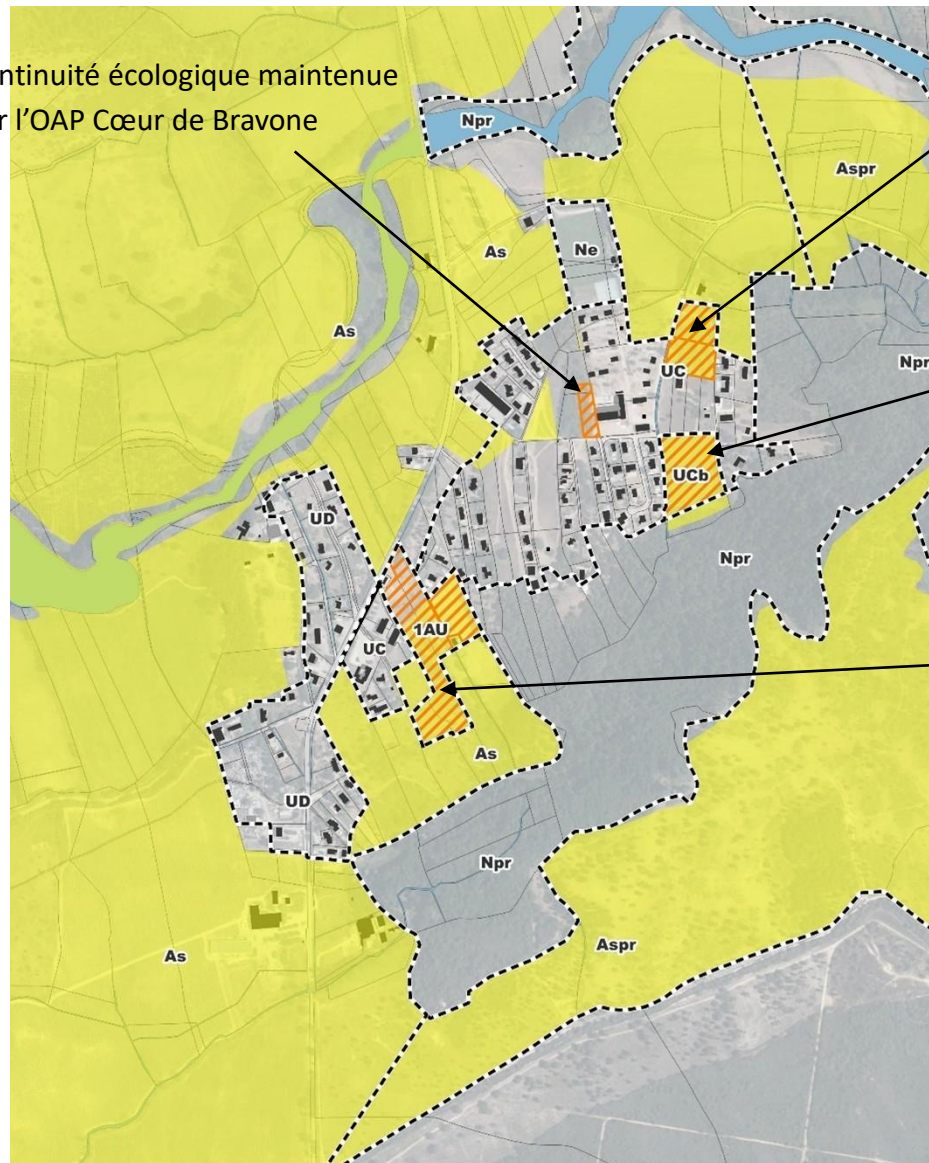 ntinuité écologique maintenue
r l’OAP Cœur de Bravone
Npr
Aspr
As
Ne
As
Npr
UC
UCb
UD
Npr
1AU
UC
As
UD
Npr
Aspr
As